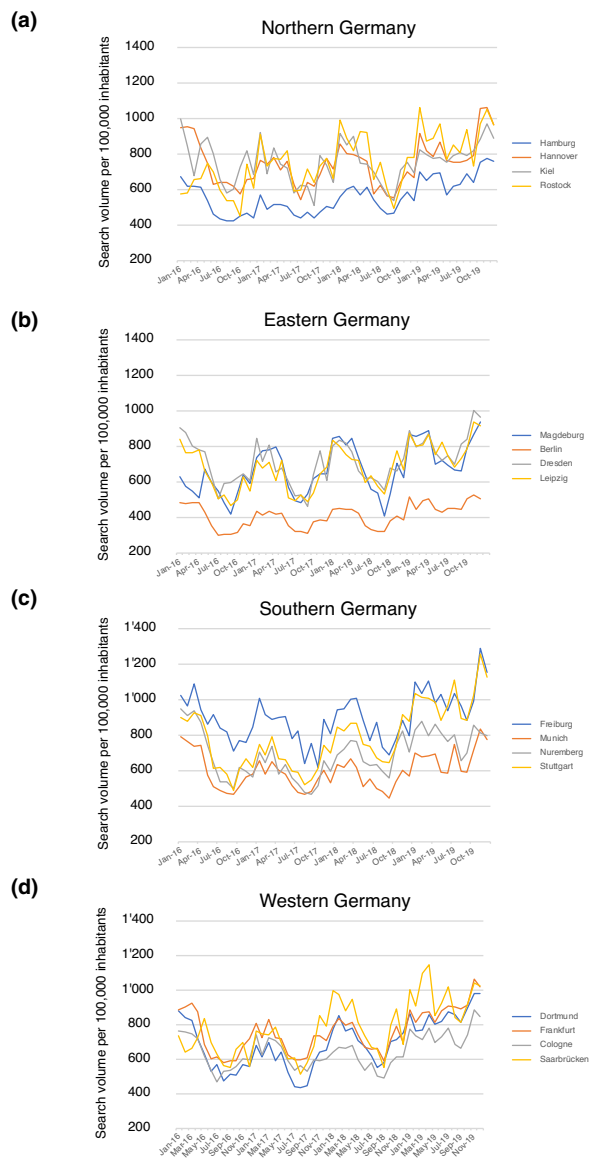 (a)
Northern Germany
Search volume per 100,000 inhabitants
1400
1200
1000
800
600
400
200
Jan-16
Apr-16
Jul-16
Oct-16
Jan-17
Apr-17
Jul-17
Oct-17
Jan-18
Apr-18
Jul-18
Oct-18
Jan-19
Apr-19
Jul-19
Oct-19
Hamburg
Hannover
Kiel
Rostock
(b)
Eastern Germany
Search volume per 100,000 inhabitants
1400
1200
1000
800
600
400
200
Jan-16
Apr-16
Jul-16
Oct-16
Jan-17
Apr-17
Jul-17
Oct-17
Jan-18
Apr-18
Jul-18
Oct-18
Jan-19
Apr-19
Jul-19
Oct-19
Magdeburg
Berlin
Dresden
Leipzig
(c)
Southern Germany
Search volume per 100,000 inhabitants
1'400
1'200
1'000
800
600
400
200
Jan-16
Apr-16
Jul-16
Oct-16
Jan-17
Apr-17
Jul-17
Oct-17
Jan-18
Apr-18
Jul-18
Oct-18
Jan-19
Apr-19
Jul-19
Oct-19
Freiburg
Munich
Nuremberg
Stuttgart
(d)
Western Germany
Search volume per 100,000 inhabitants
1'400
1'200
1'000
800
600
400
200
Jan-16
Mar-16
May-16
Jul-16
Sep-16
Nov-16
Jan-17
Mar-17
May-17
Jul-17
Sep-17
Nov-17
Jan-18
Mar-18
May-18
Jul-18
Sep-18
Nov-18
Jan-19
Mar-19
May-19
Jul-19
Sep-19
Nov-19
Dortmund
Frankfurt
Cologne
Saarbrücken